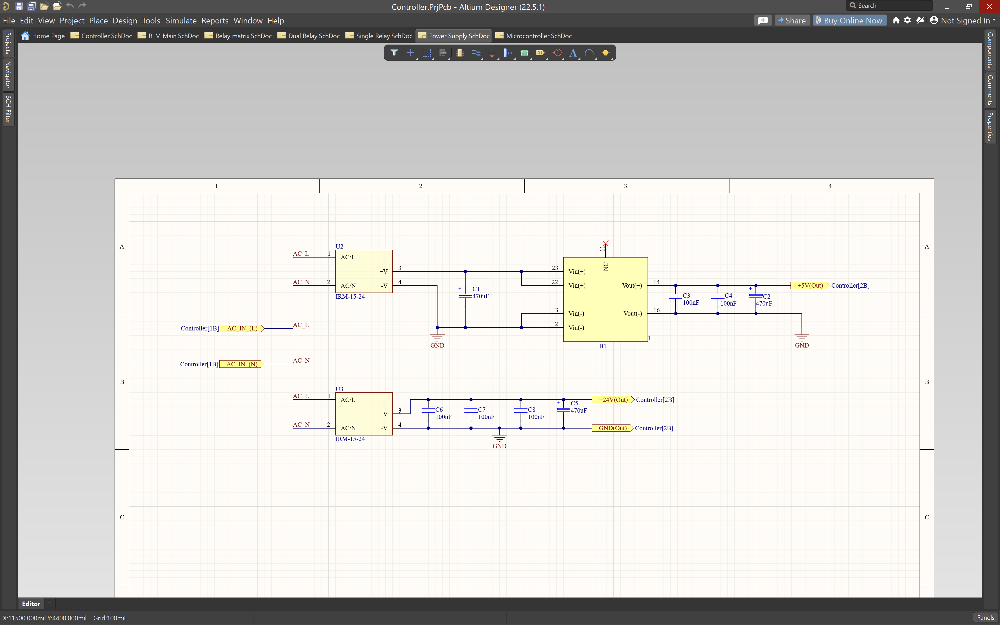 Controller.PrjPcb - Altium Designer (22.5.1)
Search
File Edit View Project Place Design Tools Simulate Reports Window Help
Share
Buy Online Now
Not Signed In
Home Page
Controller.SchDoc
R_M Main.SchDoc
Relay matrix.SchDoc
Dual Relay.SchDoc
Single Relay.SchDoc
Power Supply.SchDoc
Microcontroller.SchDoc
Projects
Navigator
SCH Filter
Components
Comments
Properties
D1
A
1
2
3
4
A
A
B
B
C
C
U2
AC_L
1
AC/L
+V
3
AC_N
2
AC/N
-V
4
IRM-15-24
+
C1
470uF
GND
11
NC
23
Vin(+)
22
Vin(+)
3
Vin(-)
2
Vin(-)
Vout(+)
14
Vout(-)
16
1
B1
C3
100nF
C4
100nF
+
C2
470uF
+5V(Out)
Controller[2B]
GND
Controller[1B]
AC_IN_(L)
AC_L
Controller[1B]
AC_IN_(N)
AC_N
U3
AC_L
1
AC/L
+V
3
AC_N
2
AC/N
-V
4
IRM-15-24
C6
100nF
C7
100nF
C8
100nF
+
C5
470uF
+24V(Out)
Controller[2B]
GND(Out)
Controller[2B]
GND
Editor
1
X:11500.000mil Y:4400.000mil
Grid:100mil
Panels